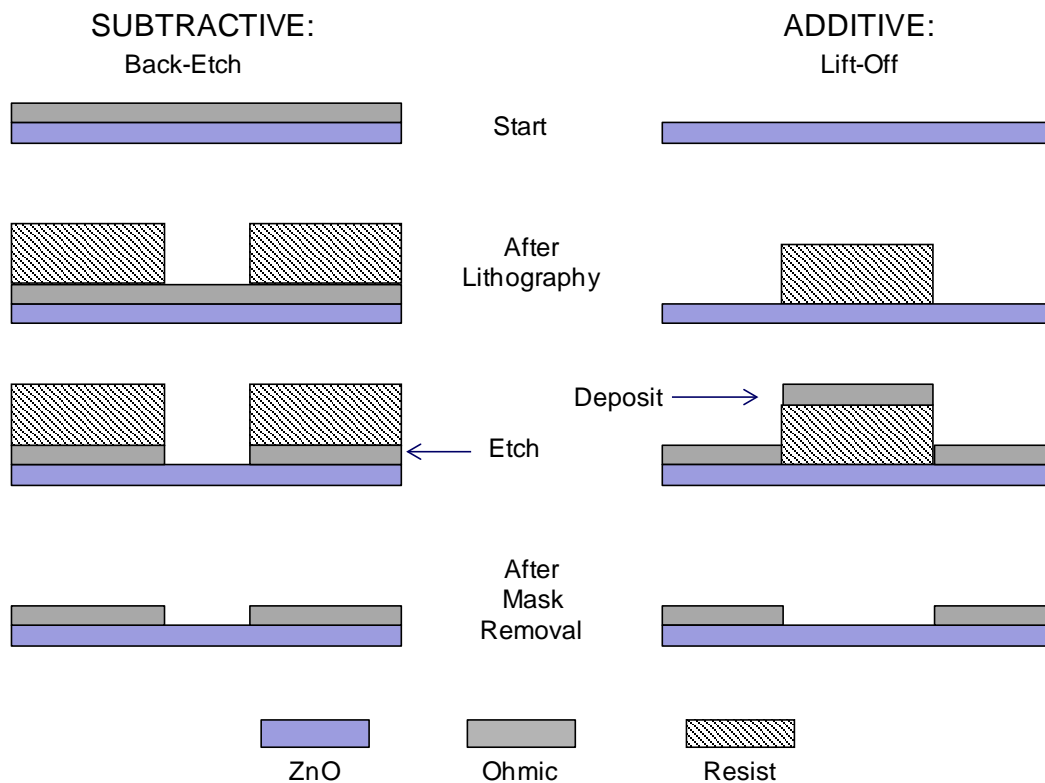 SUBTRACTIVE:
Back-Etch
ADDITIVE:
Lift-Off
Start
After
Lithography
Deposit
Etch
After
Mask
Removal
ZnO
Ohmic
Resist